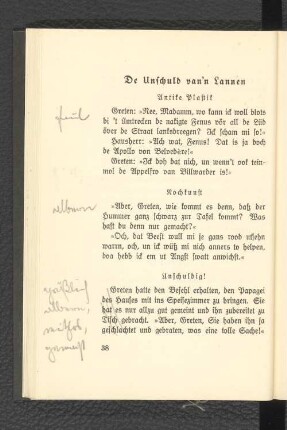 De Unschuld van'n Lannen
Antike Plastik
Greten: »Nee, Madamm, wo kann ick woll blots
bi 't Ümtrecken de nakigte Fenus vör all de Lüd
över de Straat lanksdreegen? Ick scham mi so!«
Hausherr: »Ach wat, Fenus! Dat is ja doch
de Apollo von Belvedère!«
Greten: »Ick hob dat nich, un wenn't ook tein-
mol de Appelfro van Billwarder is!«
Kochkunst
»Aber, Greten, wie kommt es denn, daß der
Hummer ganz schwarz zur Tafel kommt? Was
hast du denn nur gemacht?«
»Och, dat Beest wull mi je gans rood utsehn
warrn, och, un ick wüß mi nich anners to helpen,
doa hebb ick em ut Angst swatt anwichst.«
Unschuldig!
Greten hatte den Befehl erhalten, den Papagei
des Hauses mit ins Speisezimmer zu bringen. Sie
hat es nur allzu gut gemeint und ihn zubereitet zu
Tisch gebracht. »Aber, Greten, Sie haben ihn ja
geschlachtet und gebraten, was eine tolle Sache!«
38